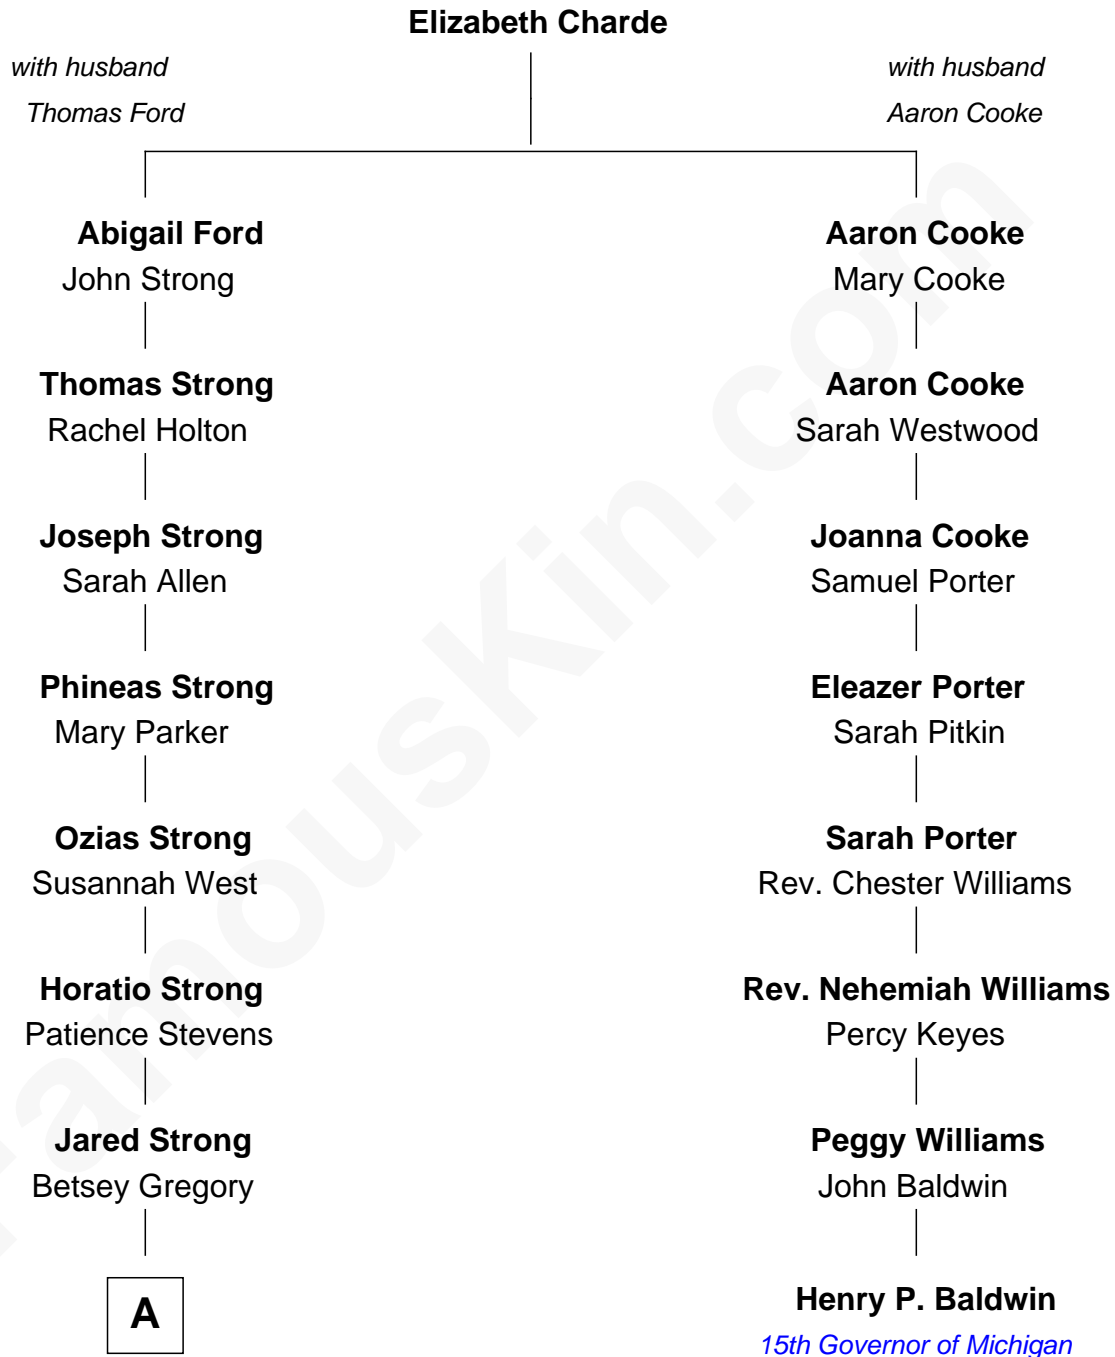 Elizabeth Charde
with husband
Thomas Ford
with husband
Aaron Cooke
Abigail Ford
John Strong
Aaron Cooke
Mary Cooke
Thomas Strong
Rachel Holton
Aaron Cooke
Sarah Westwood
Joseph Strong
Sarah Allen
Joanna Cooke
Samuel Porter
Phineas Strong
Mary Parker
Eleazer Porter
Sarah Pitkin
Ozias Strong
Susannah West
Sarah Porter
Rev. Chester Williams
Horatio Strong
Patience Stevens
Rev. Nehemiah Williams
Percy Keyes
Jared Strong
Betsey Gregory
Peggy Williams
John Baldwin
A
Henry P. Baldwin
15th Governor of Michigan
FamousKin.com